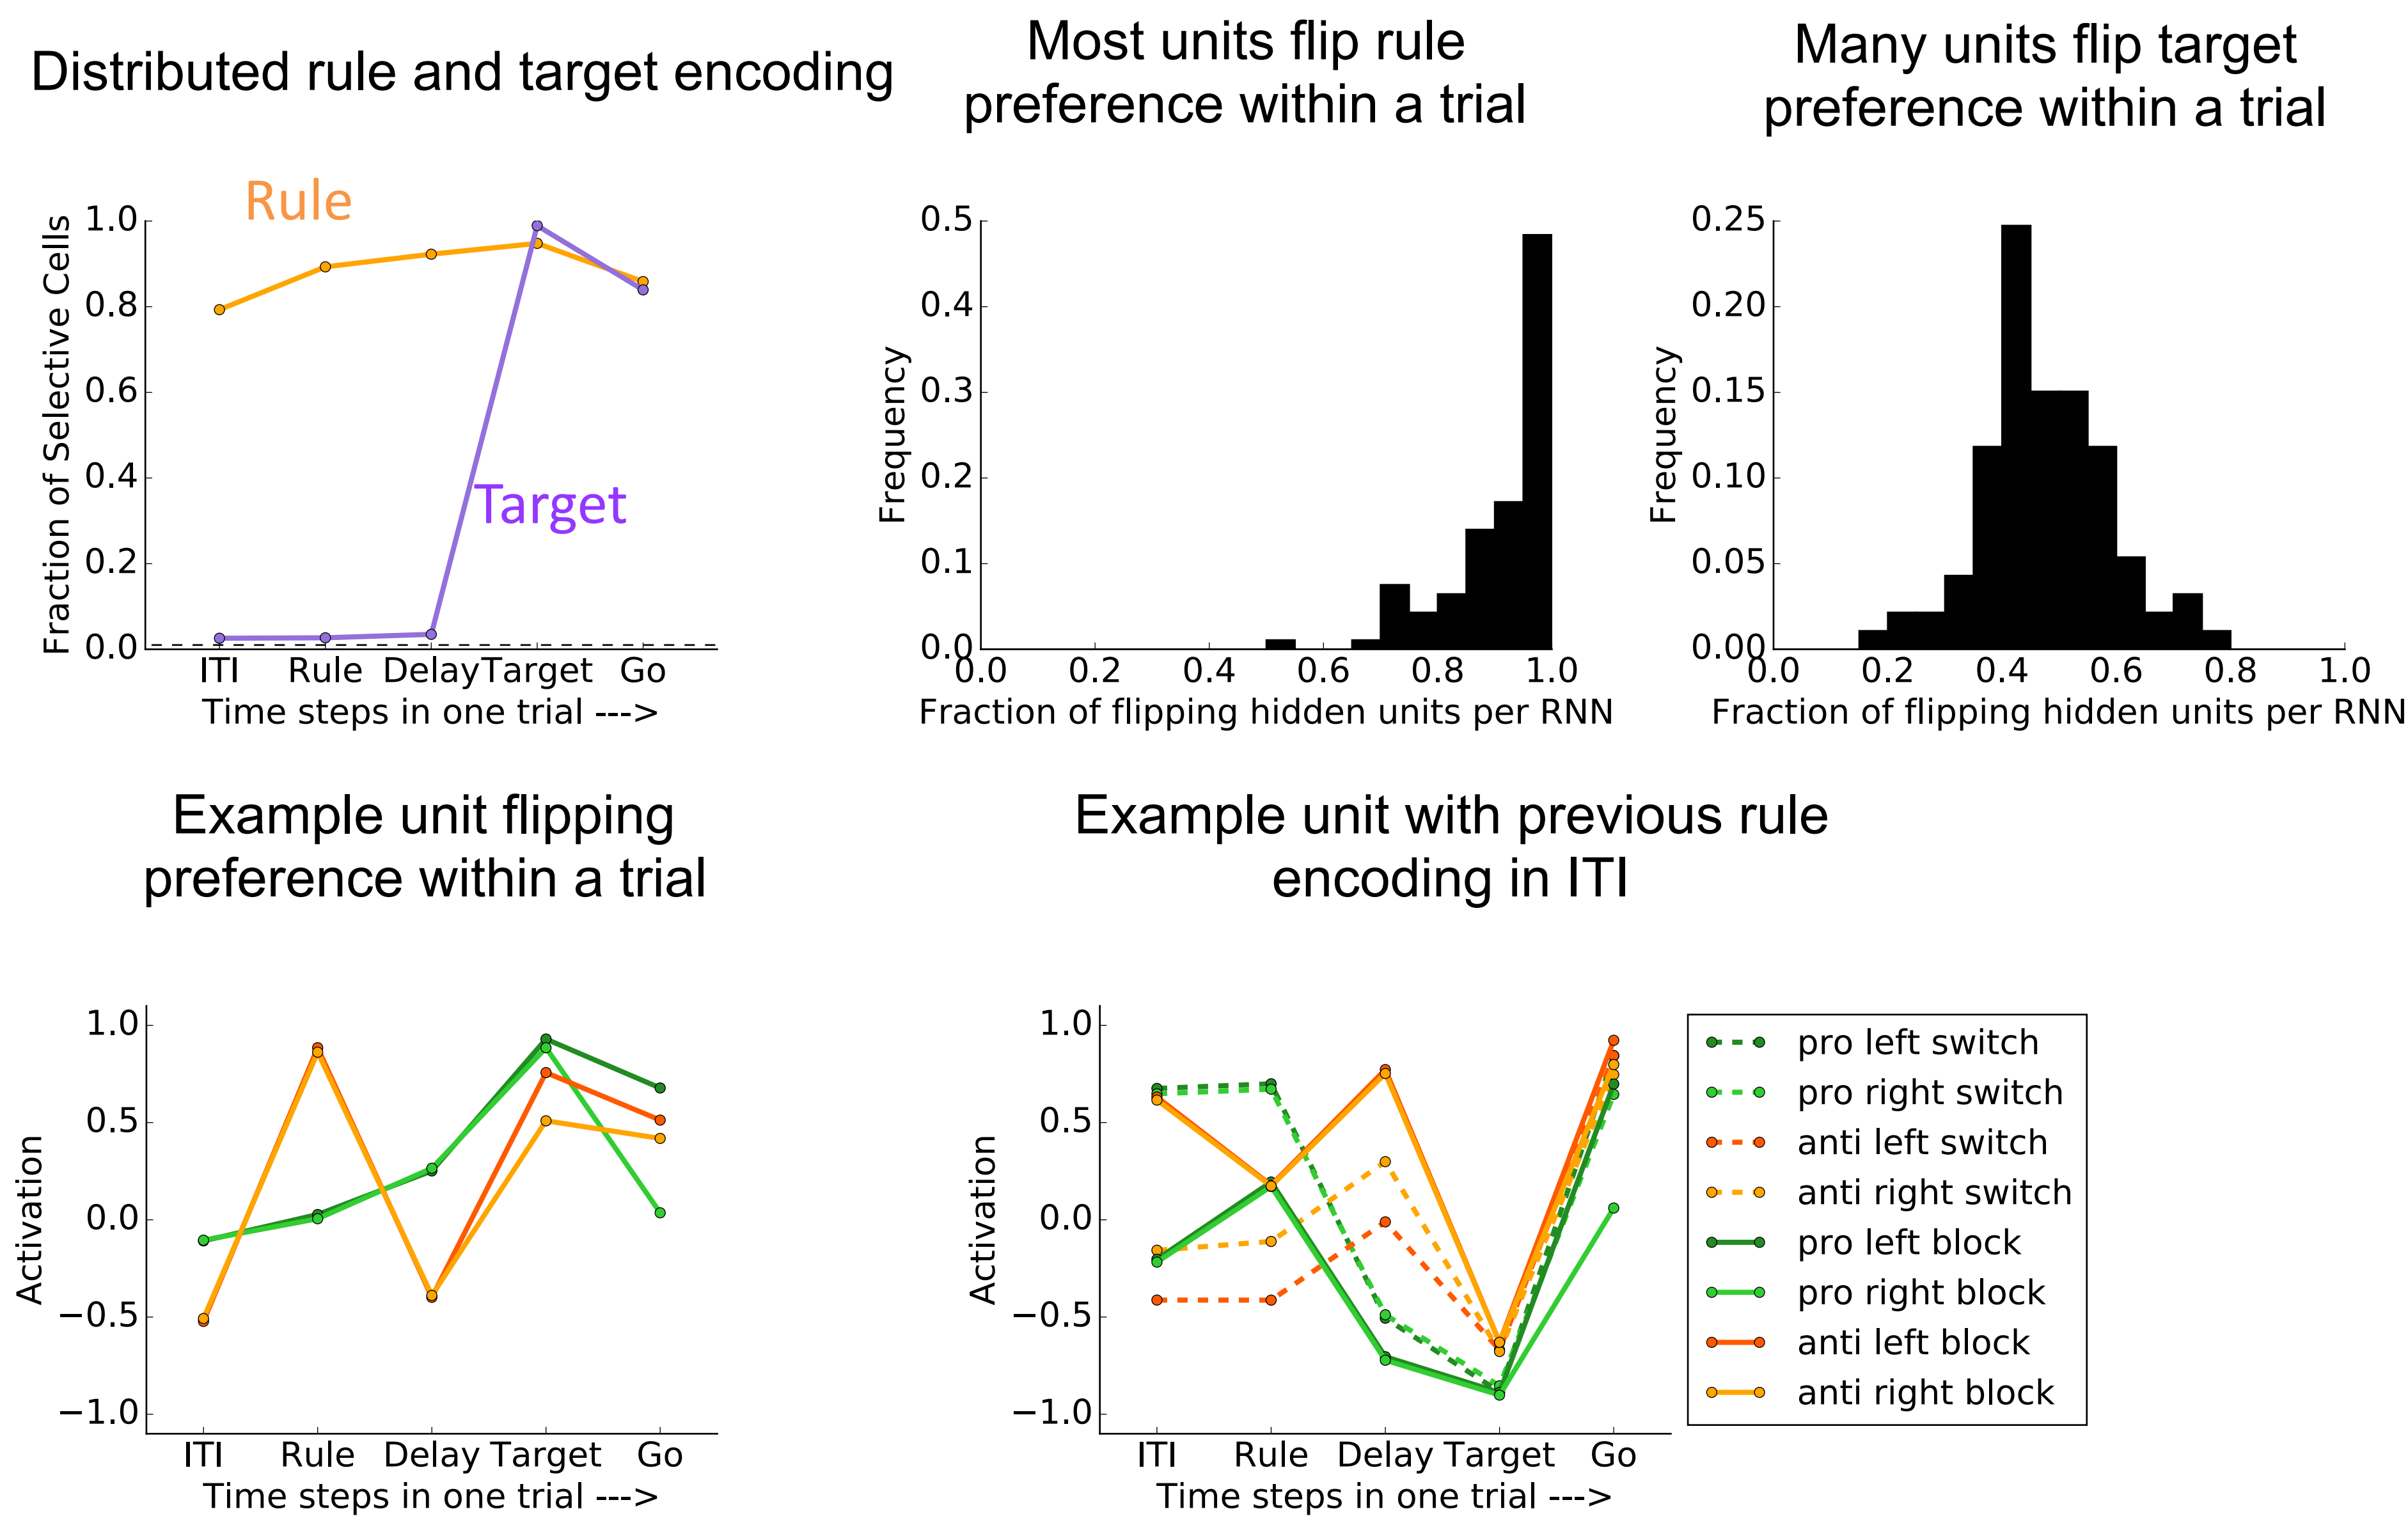 Distributed rule and target encoding
Most units flip rule
preference within a trial
Many units flip target
preference within a trial
Rule
Target
Fraction of Selective Cells
1.0
0.8
0.6
0.4
0.2
0.0
ITI Rule Delay Target Go
Time steps in one trial --->
Frequency
0.5
0.4
0.3
0.2
0.1
0.0
0.0 0.2 0.4 0.6 0.8 1.0
Fraction of flipping hidden units per RNN
Frequency
0.25
0.20
0.15
0.10
0.05
0.00
0.0 0.2 0.4 0.6 0.8 1.0
Fraction of flipping hidden units per RNN
Example unit flipping
preference within a trial
Activation
1.0
0.5
0.0
−0.5
−1.0
ITI Rule Delay Target Go
Time steps in one trial --->
Example unit with previous rule
encoding in ITI
Activation
1.0
0.5
0.0
−0.5
−1.0
ITI Rule Delay Target Go
Time steps in one trial --->
pro left switch
pro right switch
anti left switch
anti right switch
pro left block
pro right block
anti left block
anti right block